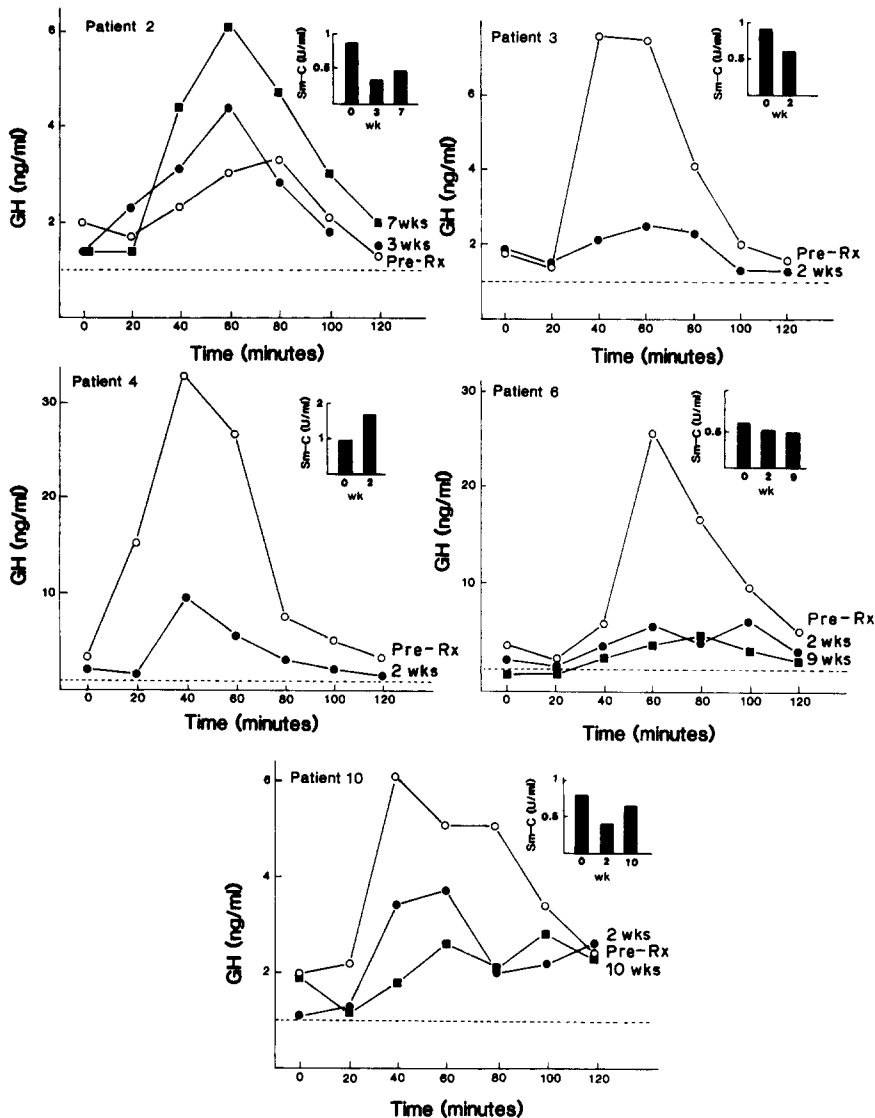 Patient 2
GH (ng/ml)
6
4
2
Sm-C (U/ml)
1
0.5
0 3 7
wk
7wks
3wks
Pre-Rx
0 20 40 60 80 100 120
Time (minutes)
Patient 3
GH (ng/ml)
6
4
2
Sm-C (U/ml)
1
0.5
0 2
wk
Pre-Rx
2 wks
0 20 40 60 80 100 120
Time (minutes)
Patient 4
GH (ng/ml)
30
20
10
Sm-C (U/ml)
2
1
0 2
wk
Pre-Rx
2 wks
0 20 40 60 80 100 120
Time (minutes)
Patient 6
GH (ng/ml)
30
20
10
Sm-C (U/ml)
0.5
0 2 9
wk
Pre-Rx
2 wks
9 wks
0 20 40 60 80 100 120
Time (minutes)
Patient 10
GH (ng/ml)
6
4
2
Sm-C (U/ml)
1
0.5
0 2 10
wk
2 wks
Pre-Rx
10 wks
0 20 40 60 80 100 120
Time (minutes)